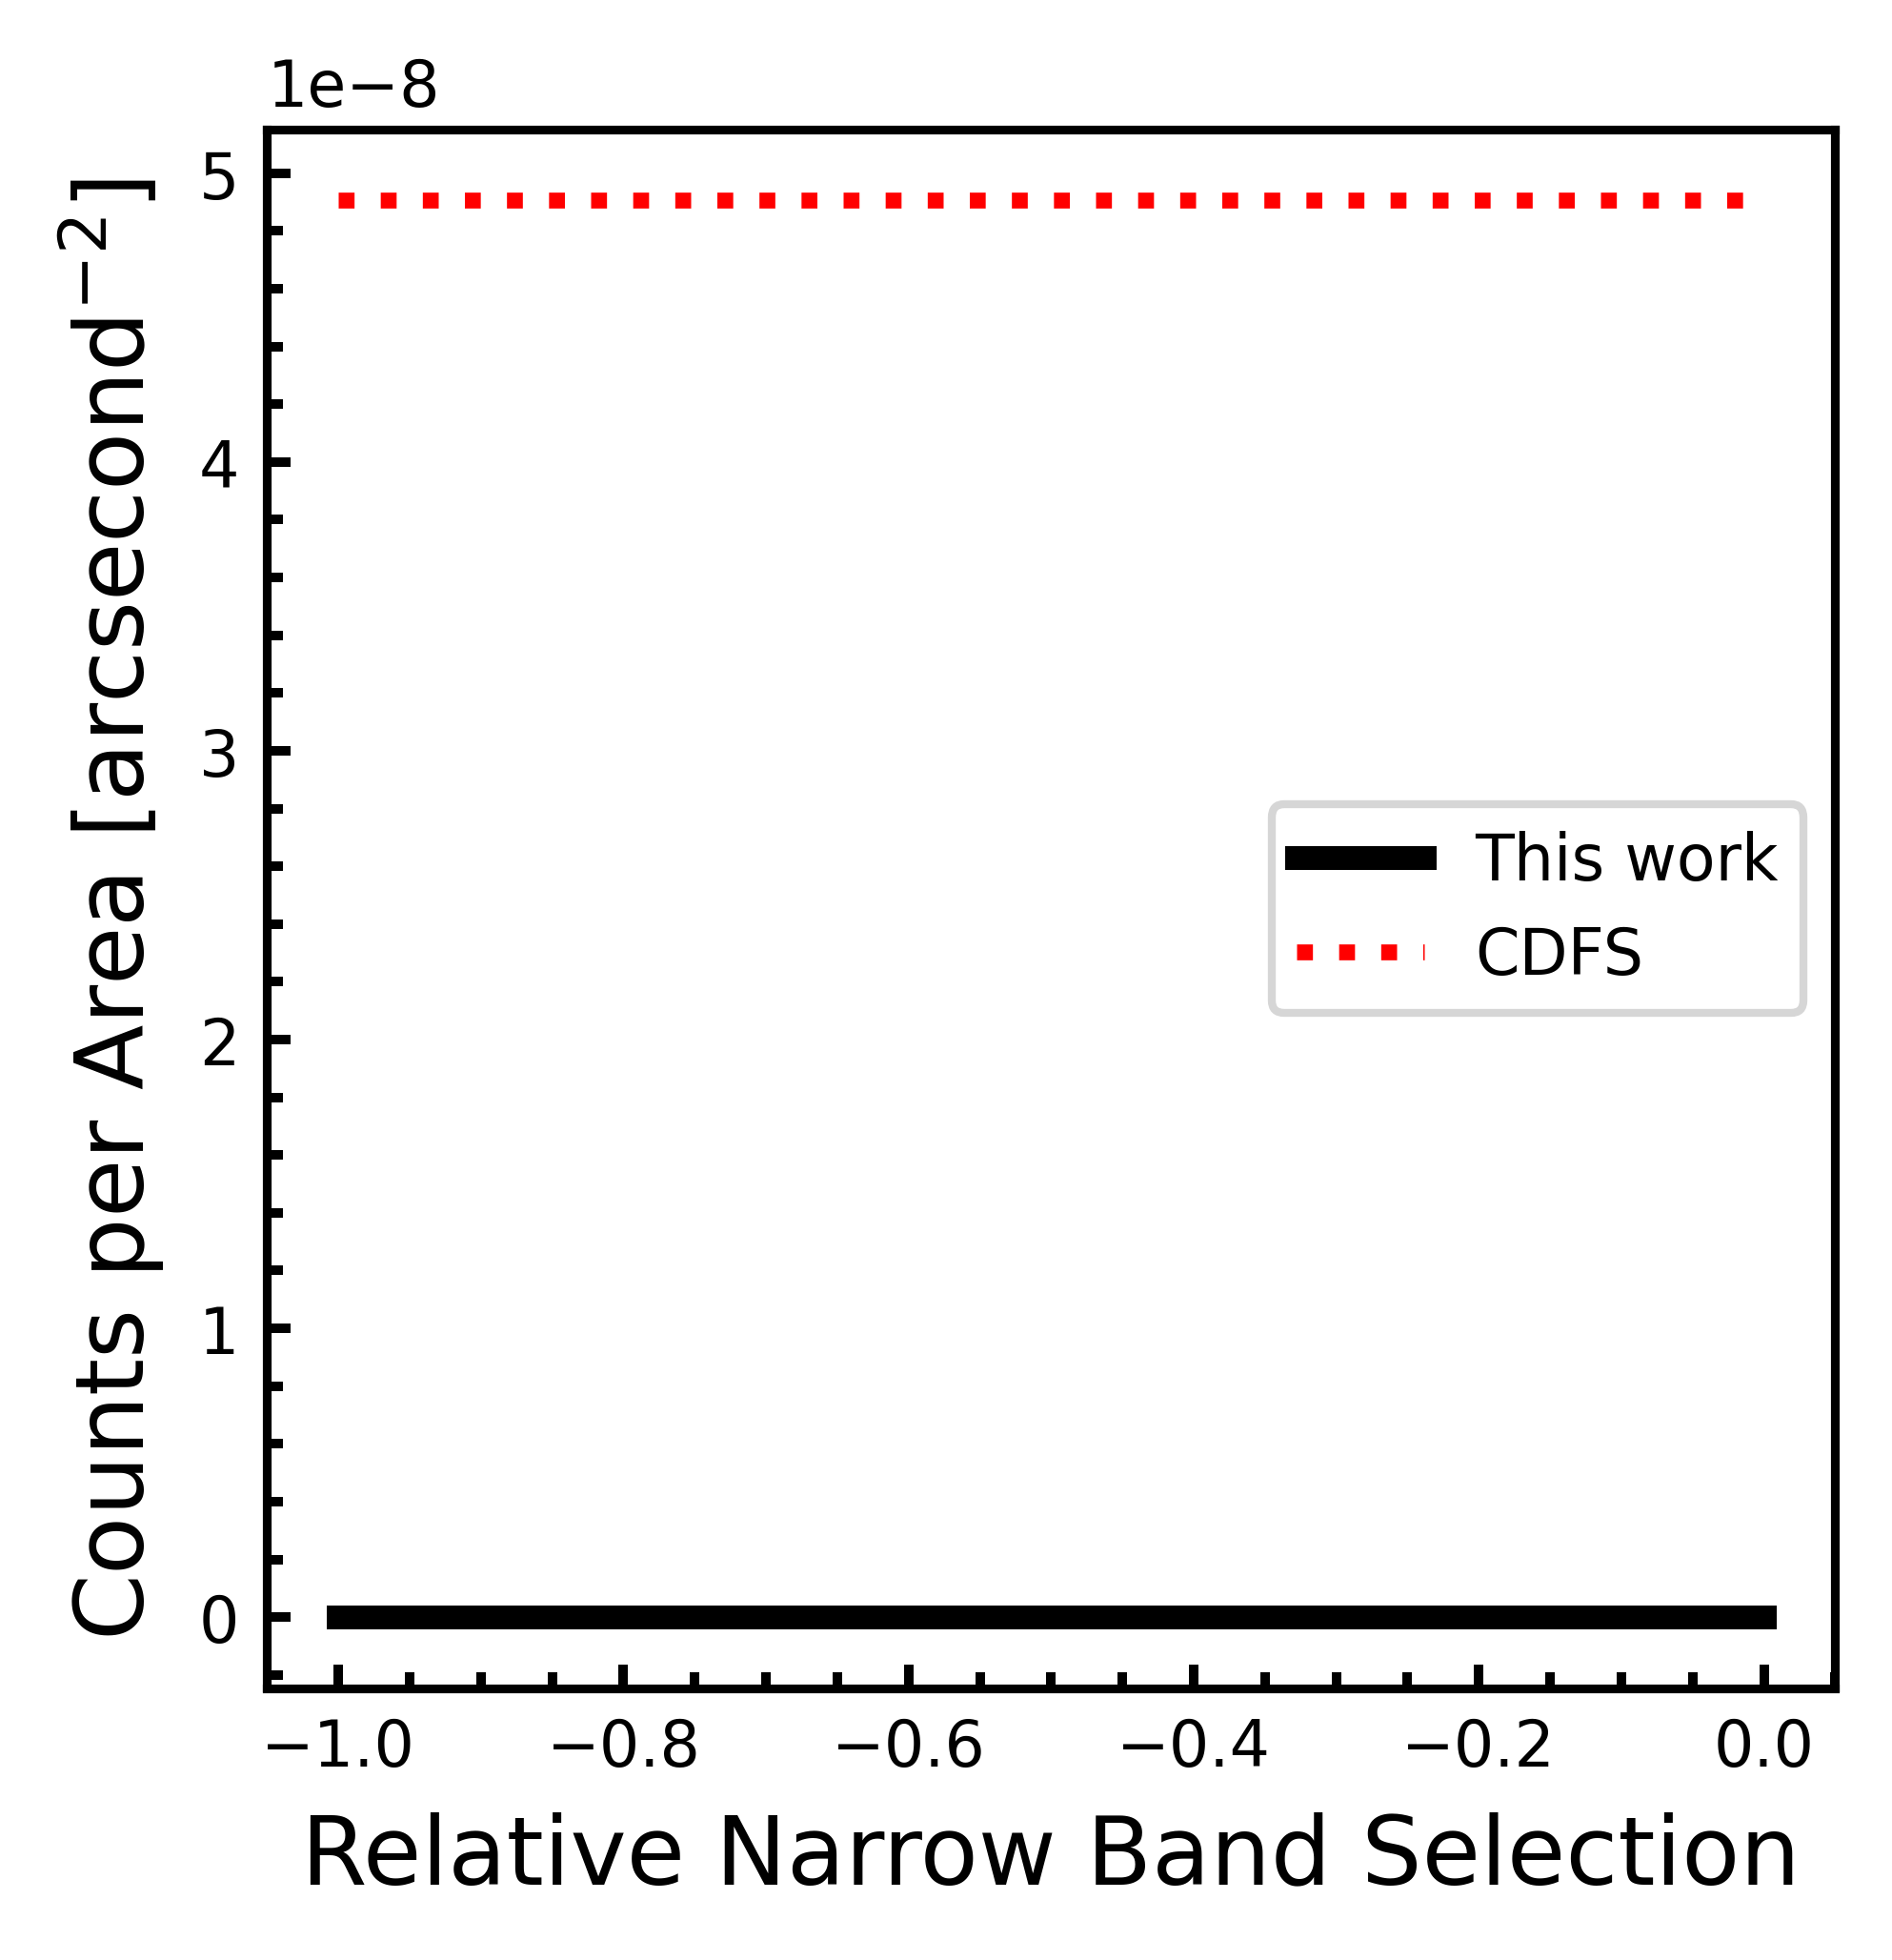 1e−8
Counts per Area [arcsecond⁻²]
5
4
3
2
1
0
This work
CDFS
−1.0 −0.8 −0.6 −0.4 −0.2 0.0
Relative Narrow Band Selection